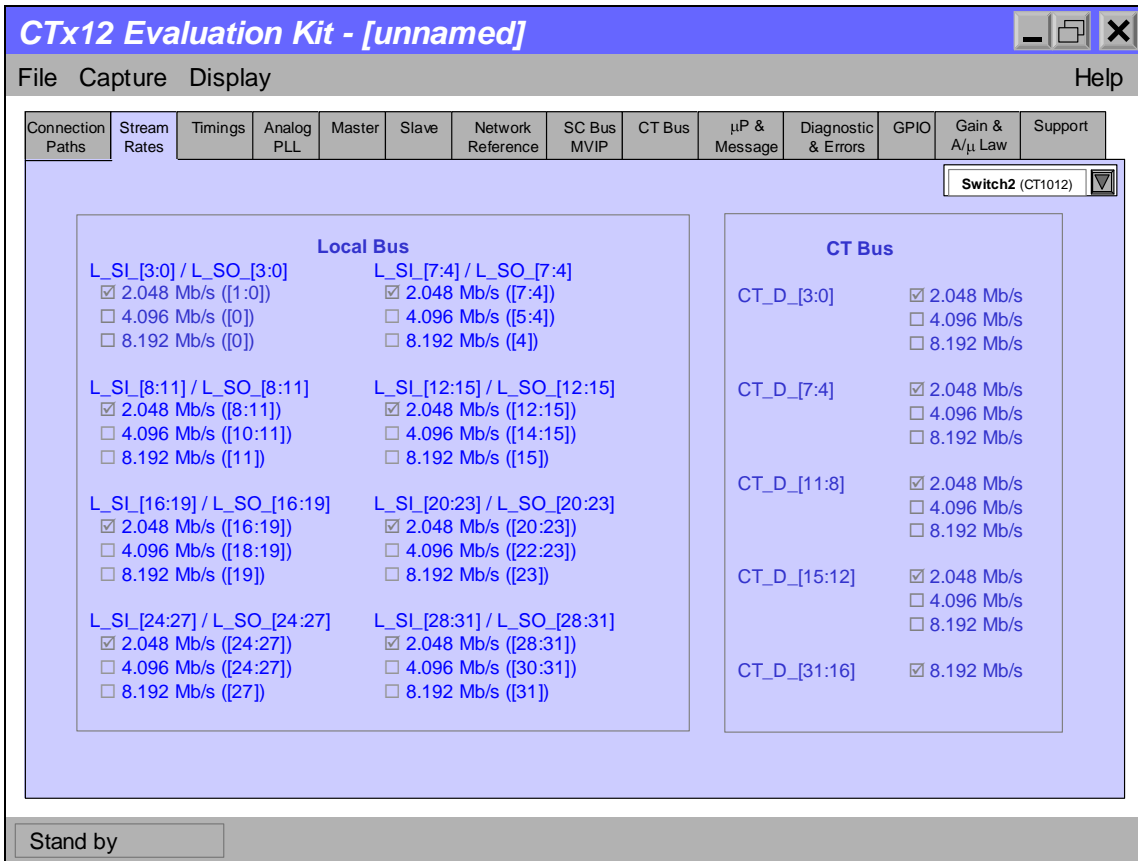 CTx12 Evaluation Kit - [unnamed]
File Capture Display Help
Connection Paths
Stream Rates
Timings
Analog PLL
Master
Slave
Network Reference
SC Bus MVIP
CT Bus
µP & Message
Diagnostic & Errors
GPIO
Gain & A/µ Law
Support
Switch2 (CT1012)
Local Bus
L_SI_[3:0] / L_SO_[3:0]
2.048 Mb/s ([1:0])
4.096 Mb/s ([0])
8.192 Mb/s ([0])
L_SI_[7:4] / L_SO_[7:4]
2.048 Mb/s ([7:4])
4.096 Mb/s ([5:4])
8.192 Mb/s ([4])
L_SI_[8:11] / L_SO_[8:11]
2.048 Mb/s ([8:11])
4.096 Mb/s ([10:11])
8.192 Mb/s ([11])
L_SI_[12:15] / L_SO_[12:15]
2.048 Mb/s ([12:15])
4.096 Mb/s ([14:15])
8.192 Mb/s ([15])
L_SI_[16:19] / L_SO_[16:19]
2.048 Mb/s ([16:19])
4.096 Mb/s ([18:19])
8.192 Mb/s ([19])
L_SI_[20:23] / L_SO_[20:23]
2.048 Mb/s ([20:23])
4.096 Mb/s ([22:23])
8.192 Mb/s ([23])
L_SI_[24:27] / L_SO_[24:27]
2.048 Mb/s ([24:27])
4.096 Mb/s ([24:27])
8.192 Mb/s ([27])
L_SI_[28:31] / L_SO_[28:31]
2.048 Mb/s ([28:31])
4.096 Mb/s ([30:31])
8.192 Mb/s ([31])
CT Bus
CT_D_[3:0] 2.048 Mb/s
4.096 Mb/s
8.192 Mb/s
CT_D_[7:4] 2.048 Mb/s
4.096 Mb/s
8.192 Mb/s
CT_D_[11:8] 2.048 Mb/s
4.096 Mb/s
8.192 Mb/s
CT_D_[15:12] 2.048 Mb/s
4.096 Mb/s
8.192 Mb/s
CT_D_[31:16] 8.192 Mb/s
Stand by